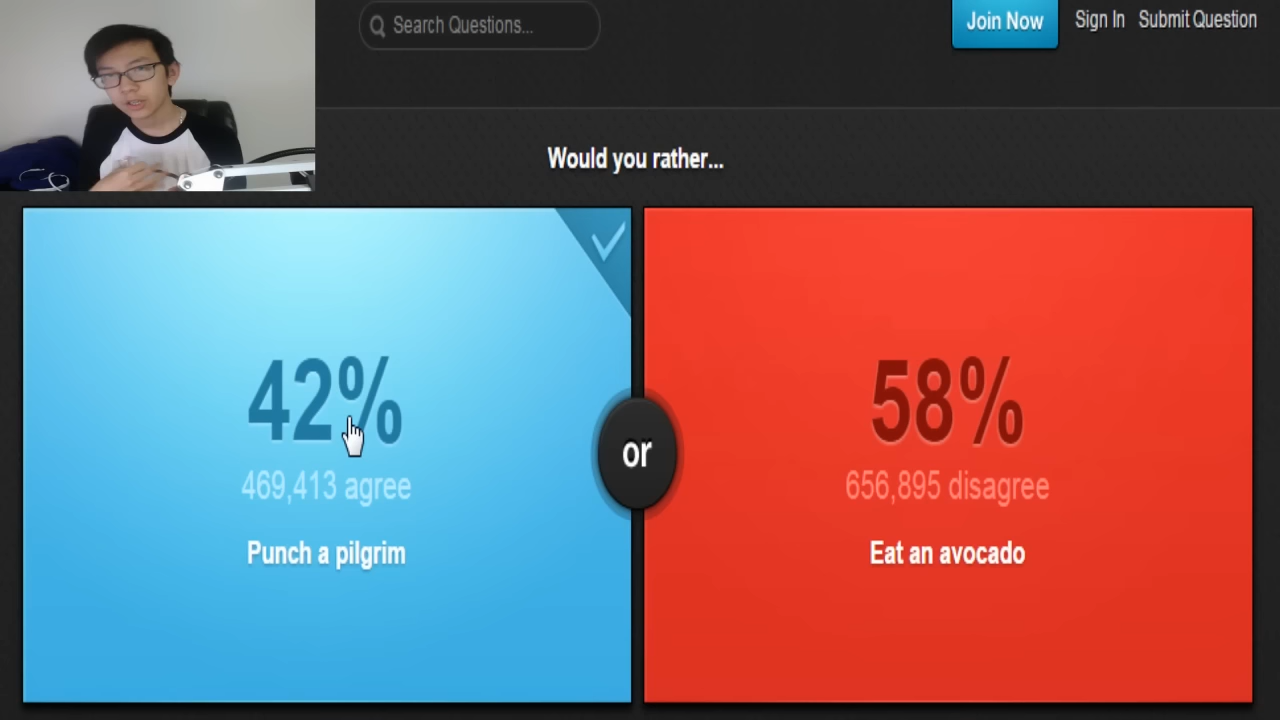 Search Questions...
Join Now
Sign In
Submit Question
Would you rather...
42%
469,413 agree
Punch a pilgrim
or
58%
656,895 disagree
Eat an avocado